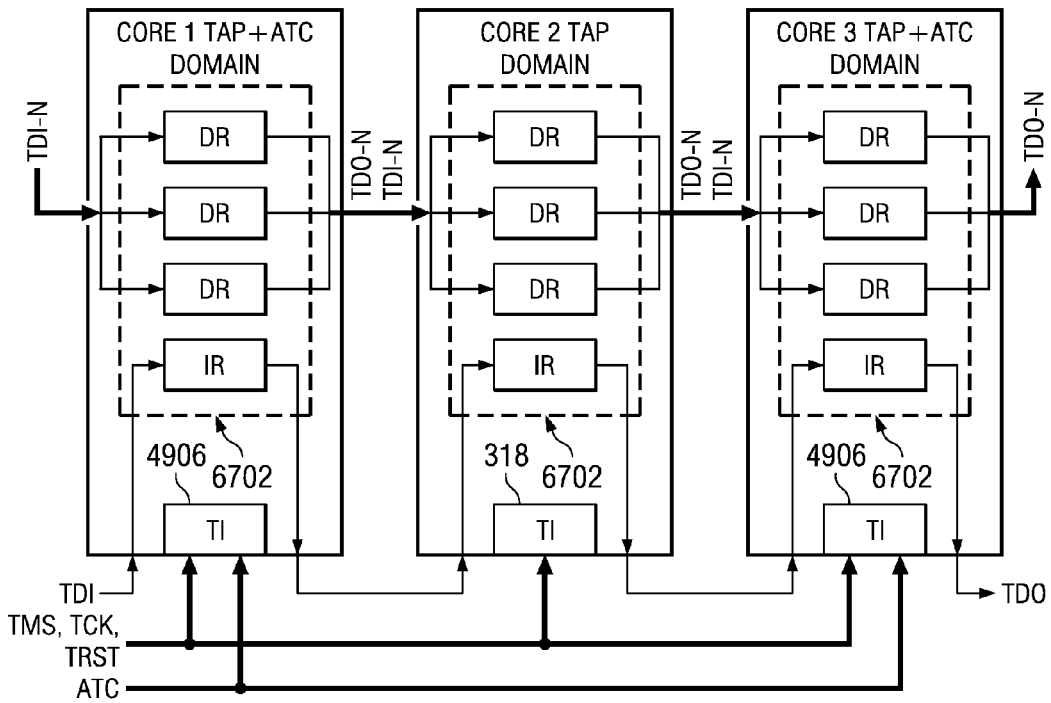 CORE 1 TAP+ATC
DOMAIN
CORE 2 TAP
DOMAIN
CORE 3 TAP+ATC
DOMAIN
TDI-N
DR
DR
DR
IR
TDO-N
TDI-N
DR
DR
DR
IR
TDO-N
TDI-N
DR
DR
DR
IR
TDO-N
4906
6702
TI
318
6702
TI
4906
6702
TI
TDI
TDO
TMS, TCK,
TRST
ATC